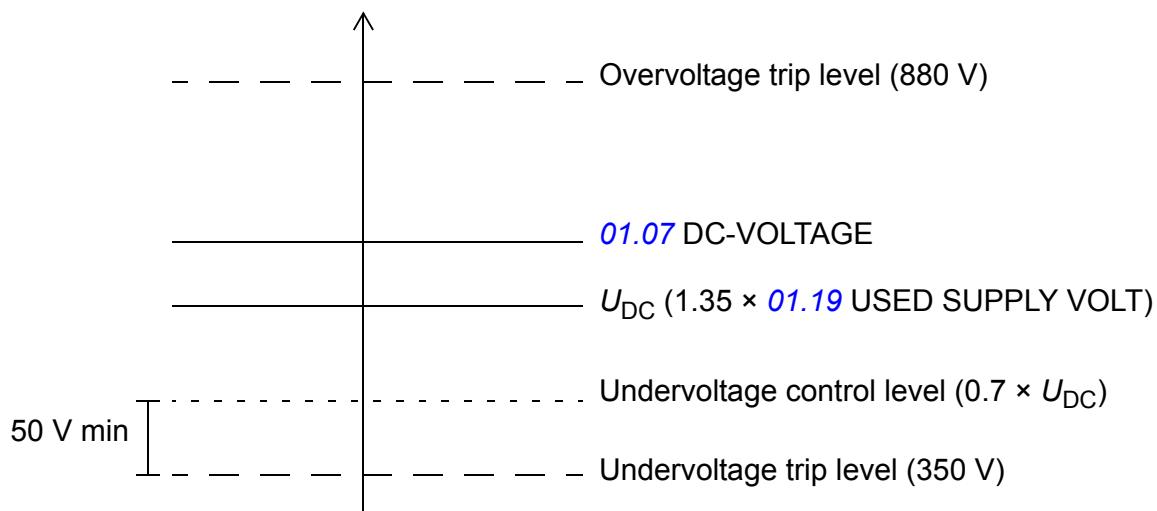 Overvoltage trip level (880 V)
01.07 DC-VOLTAGE
UDC (1.35 × 01.19 USED SUPPLY VOLT)
Undervoltage control level (0.7 × UDC)
50 V min
Undervoltage trip level (350 V)